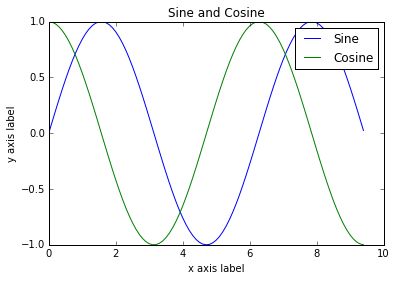 Sine and Cosine
Sine
Cosine
1.0
0.5
0.0
−0.5
−1.0
y axis label
0 2 4 6 8 10
x axis label